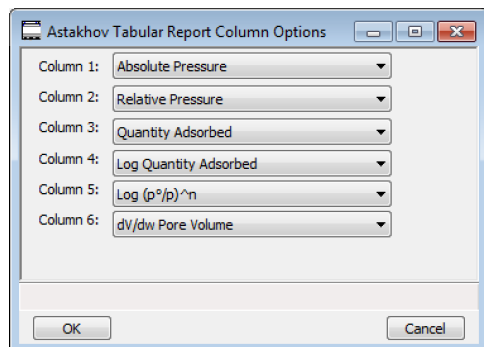 Astakhov Tabular Report Column Options
Column 1: Absolute Pressure
Column 2: Relative Pressure
Column 3: Quantity Adsorbed
Column 4: Log Quantity Adsorbed
Column 5: Log (p°/p)^n
Column 6: dV/dw Pore Volume
OK Cancel